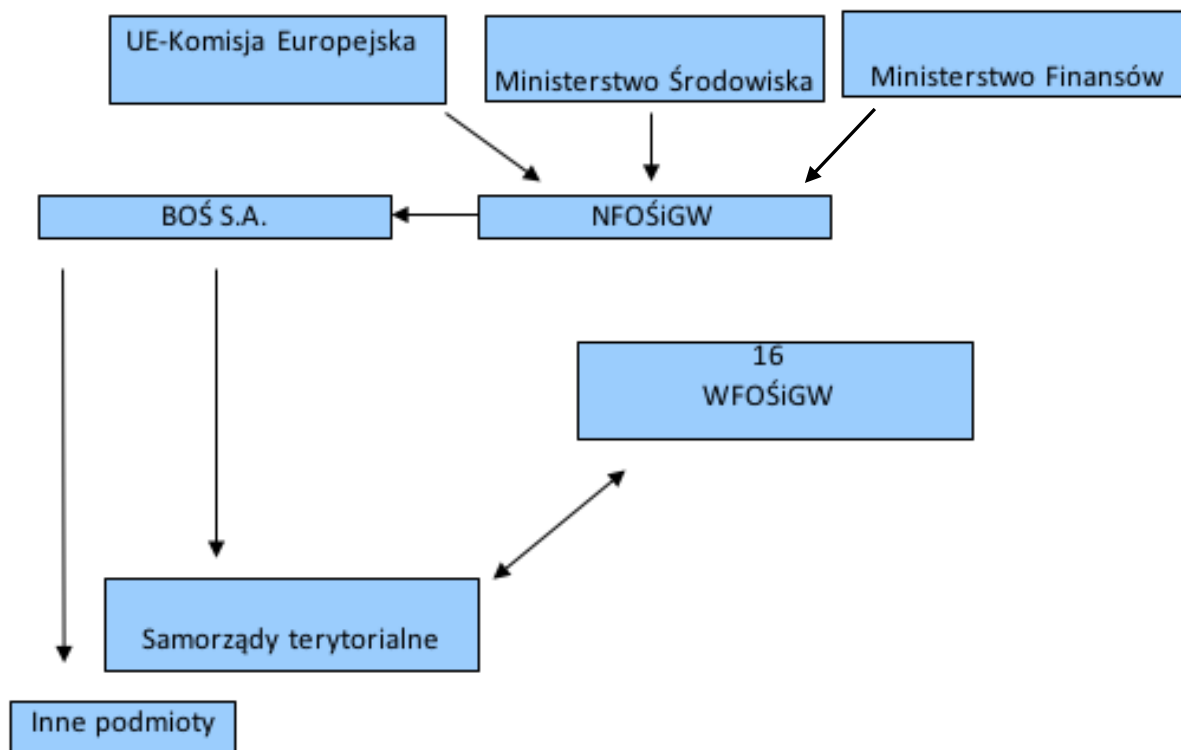 UE-Komisja Europejska
Ministerstwo Środowiska
Ministerstwo Finansów
BOŚ S.A.
NFOŚiGW
16
WFOŚiGW
Samorządy terytorialne
Inne podmioty